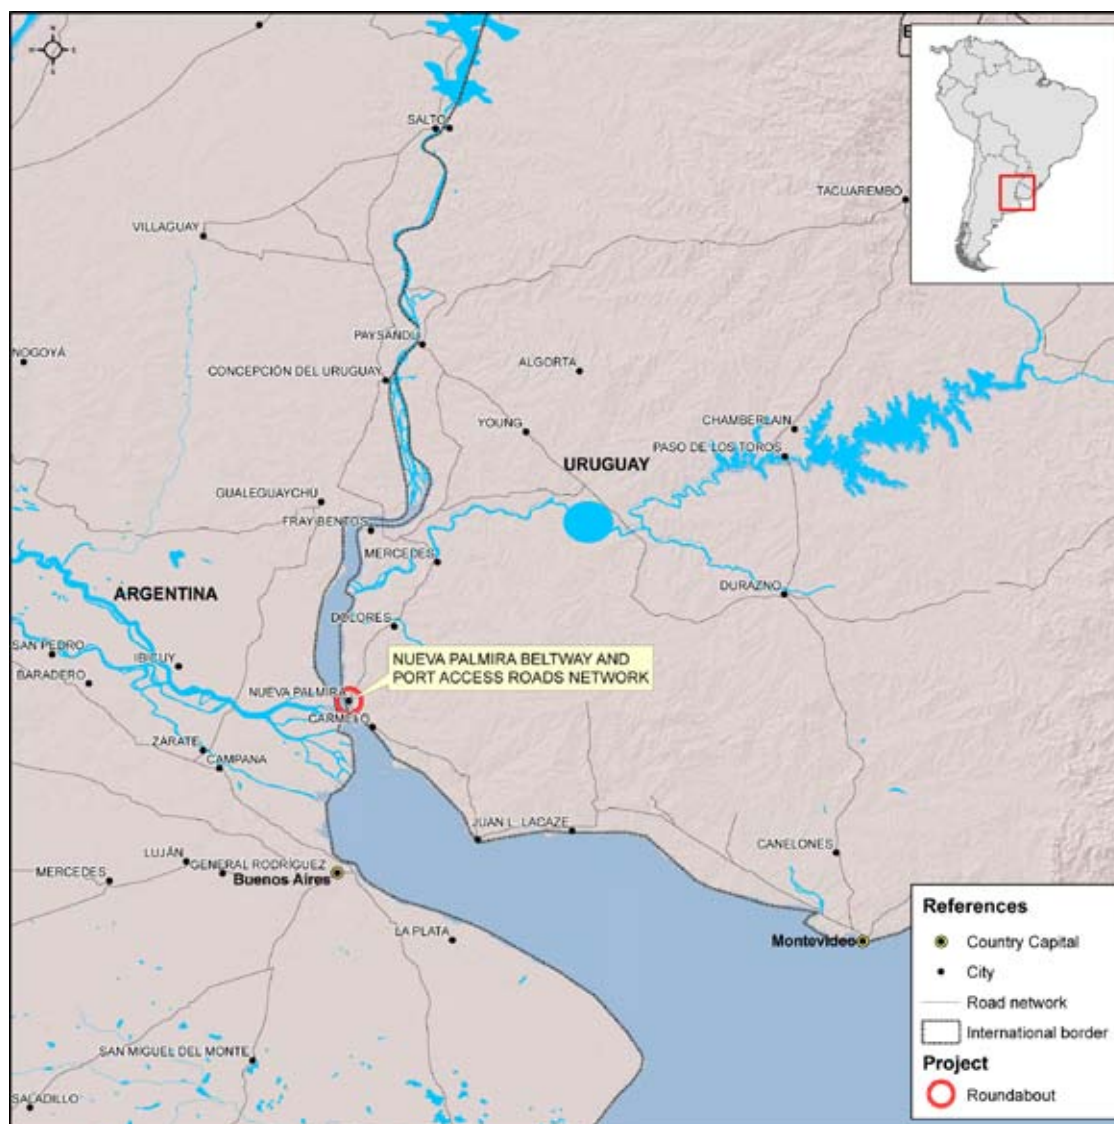 SALTO
TACUAREMBÓ
VILLAGUAY
PAYSANDÚ
NOGOYÁ
ALGORTA
CONCEPCIÓN DEL URUGUAY
CHAMBERLAIN
YOUNG
PASO DE LOS TOROS
URUGUAY
GUALEGUAYCHÚ
FRAY BENTOS
MERCEDES
ARGENTINA
DURAZNO
DOLORES
SAN PEDRO
IBICUY
NUEVA PALMIRA BELTWAY AND
PORT ACCESS ROADS NETWORK
BARADERO
NUEVA PALMIRA
CARMELO
ZARATE
CAMPANA
JUAN L. LACAZE
CANELONES
LUJÁN
GENERAL RODRÍGUEZ
MERCEDES
Buenos Aires
LA PLATA
Montevideo
SAN MIGUEL DEL MONTE
SALADILLO
References
Country Capital
City
Road network
International border
Project
Roundabout